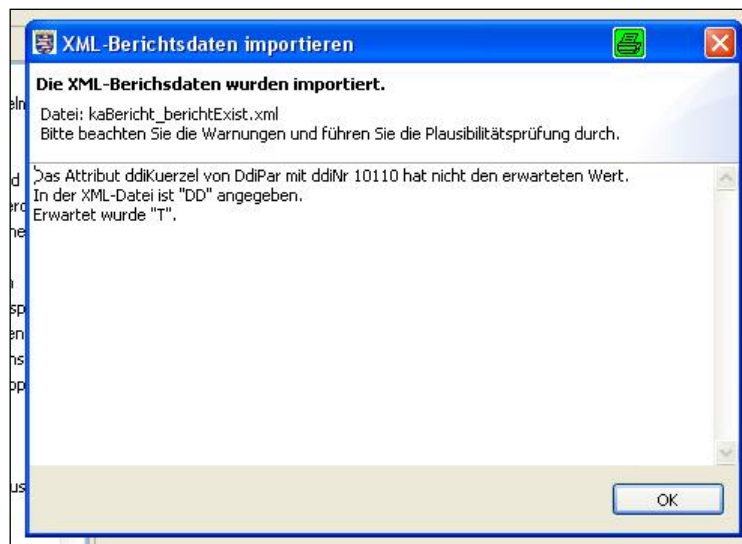 XML-Berichtsdaten importieren
Die XML-Berichsdaten wurden importiert.
Datei: kaBericht_berichtExist.xml
Bitte beachten Sie die Warnungen und führen Sie die Plausibilitätsprüfung durch.
Das Attribut ddiKuerzel von DdiPar mit ddiNr 10110 hat nicht den erwarteten Wert.
In der XML-Datei ist "DD" angegeben.
Erwartet wurde "T".
OK